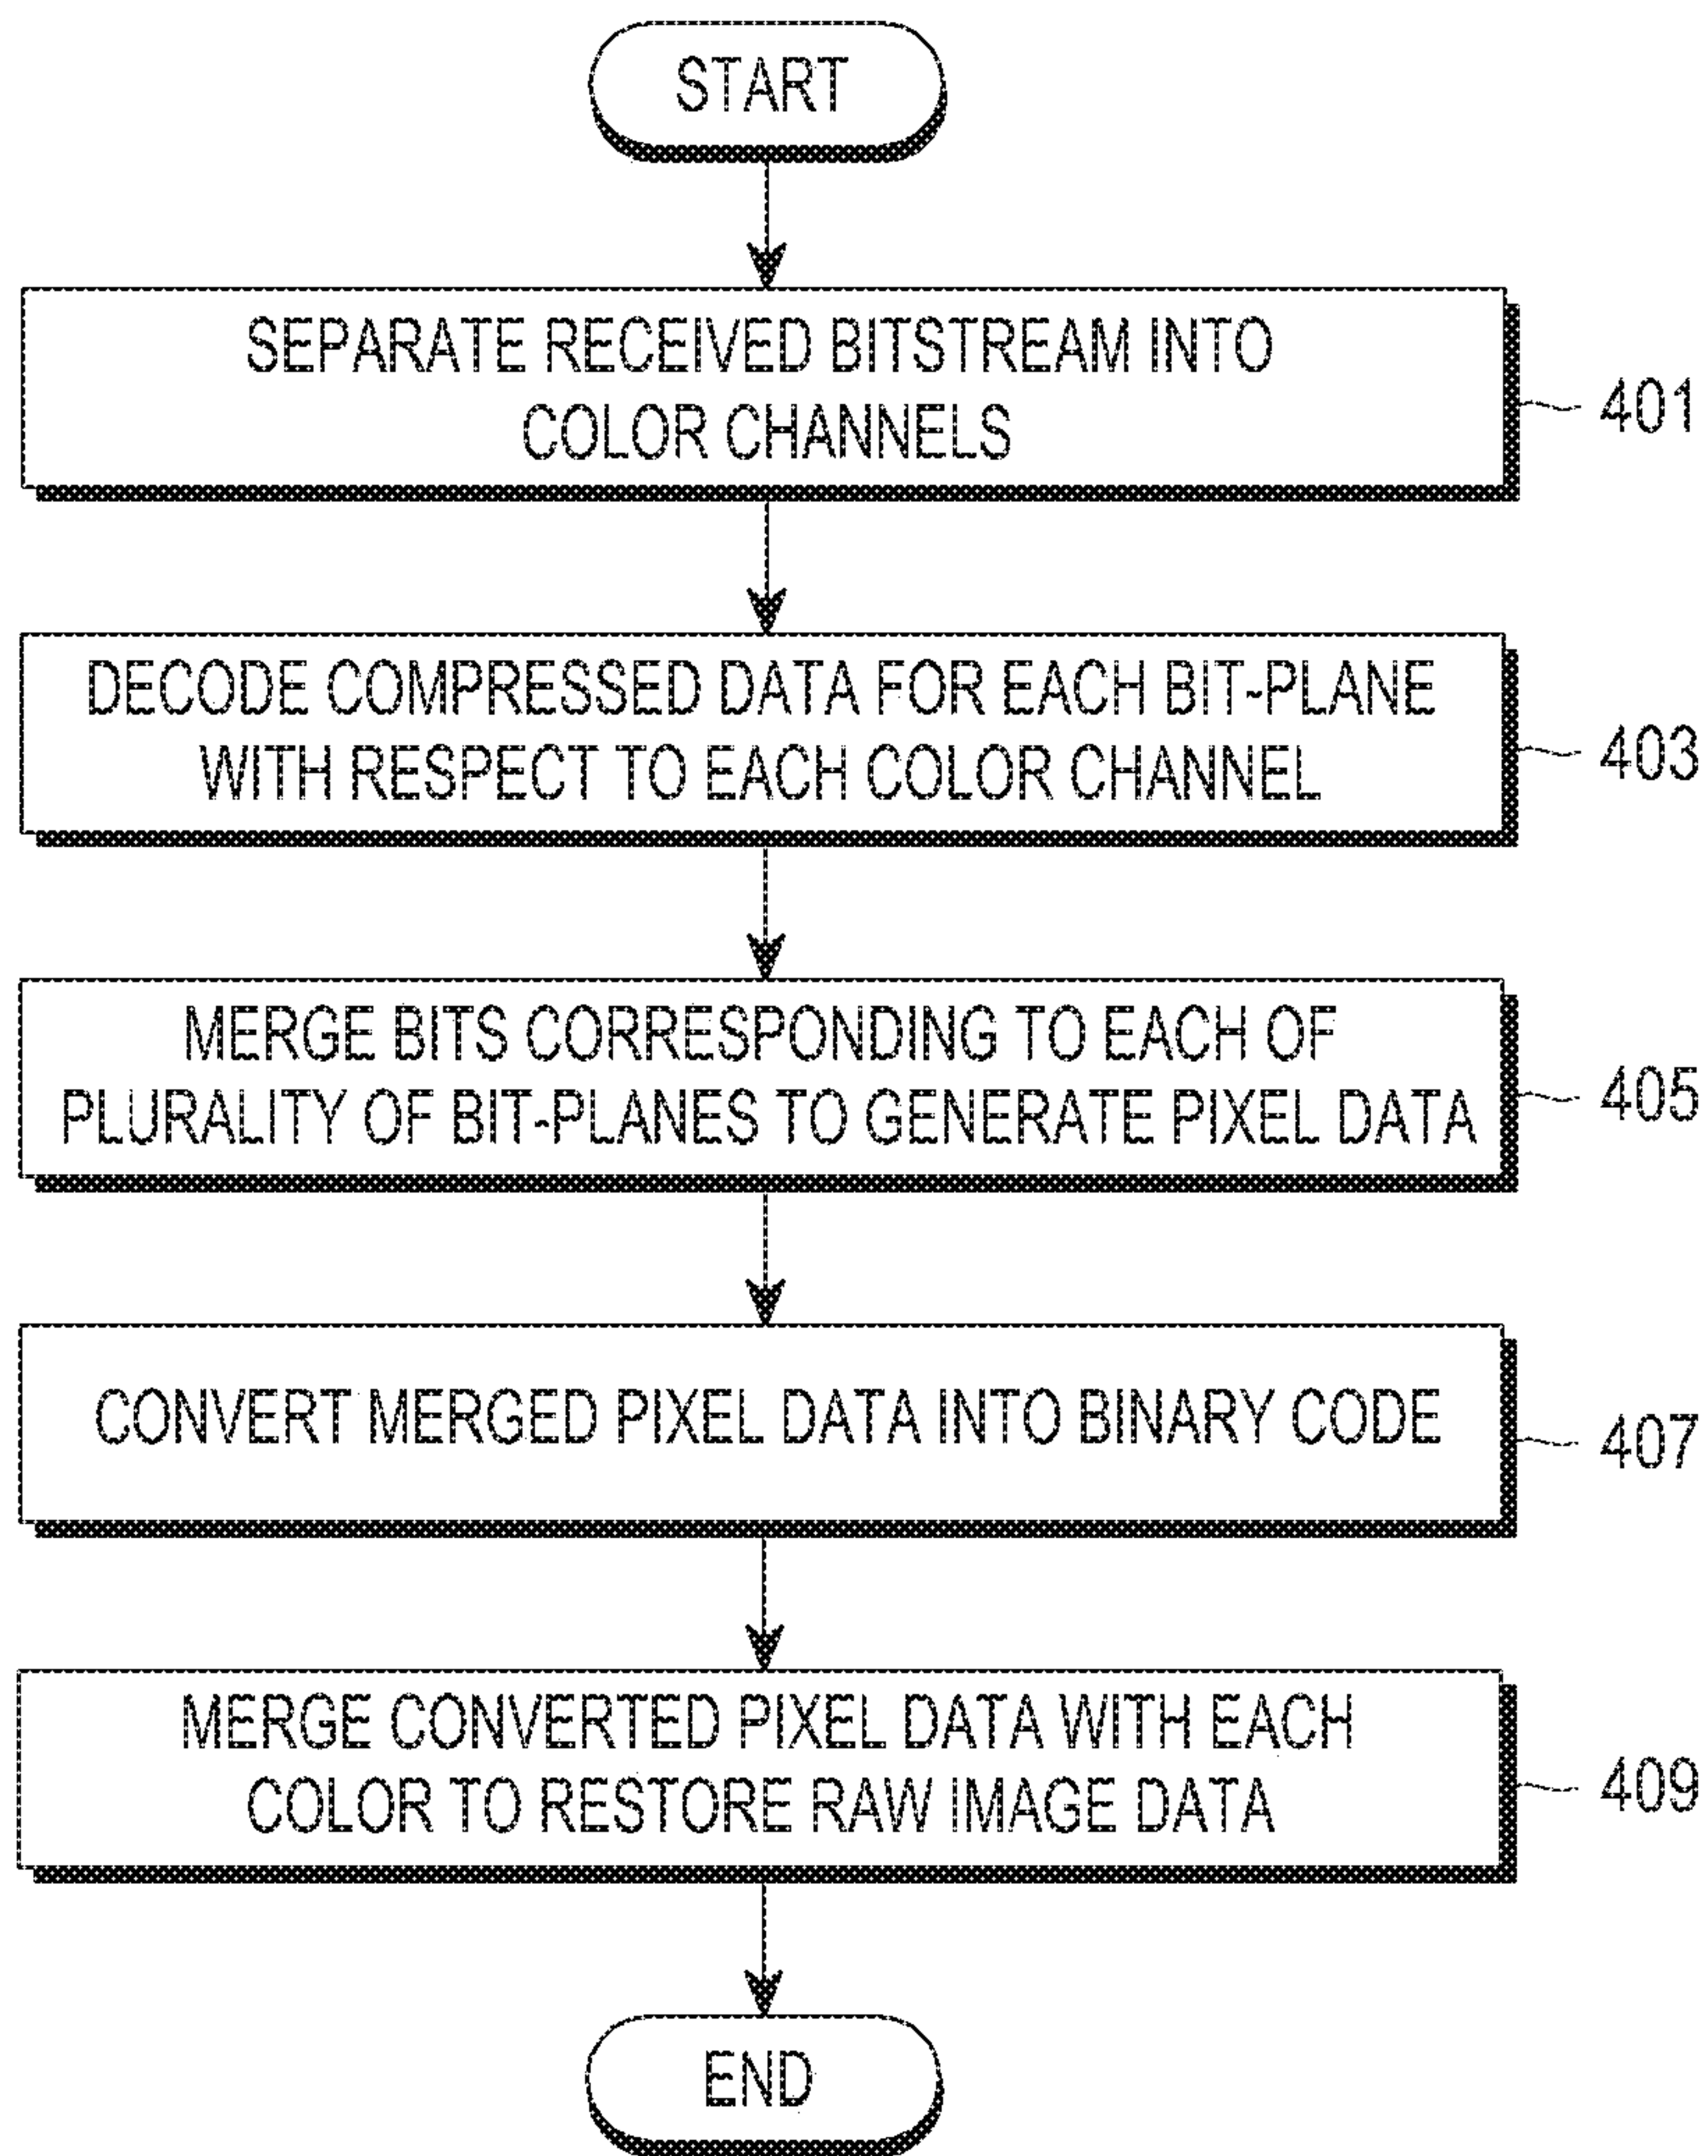 START
SEPARATE RECEIVED BITSTREAM INTO
COLOR CHANNELS
401
DECODE COMPRESSED DATA FOR EACH BIT-PLANE
WITH RESPECT TO EACH COLOR CHANNEL
403
MERGE BITS CORRESPONDING TO EACH OF
PLURALITY OF BIT-PLANES TO GENERATE PIXEL DATA
405
CONVERT MERGED PIXEL DATA INTO BINARY CODE
407
MERGE CONVERTED PIXEL DATA WITH EACH
COLOR TO RESTORE RAW IMAGE DATA
409
END